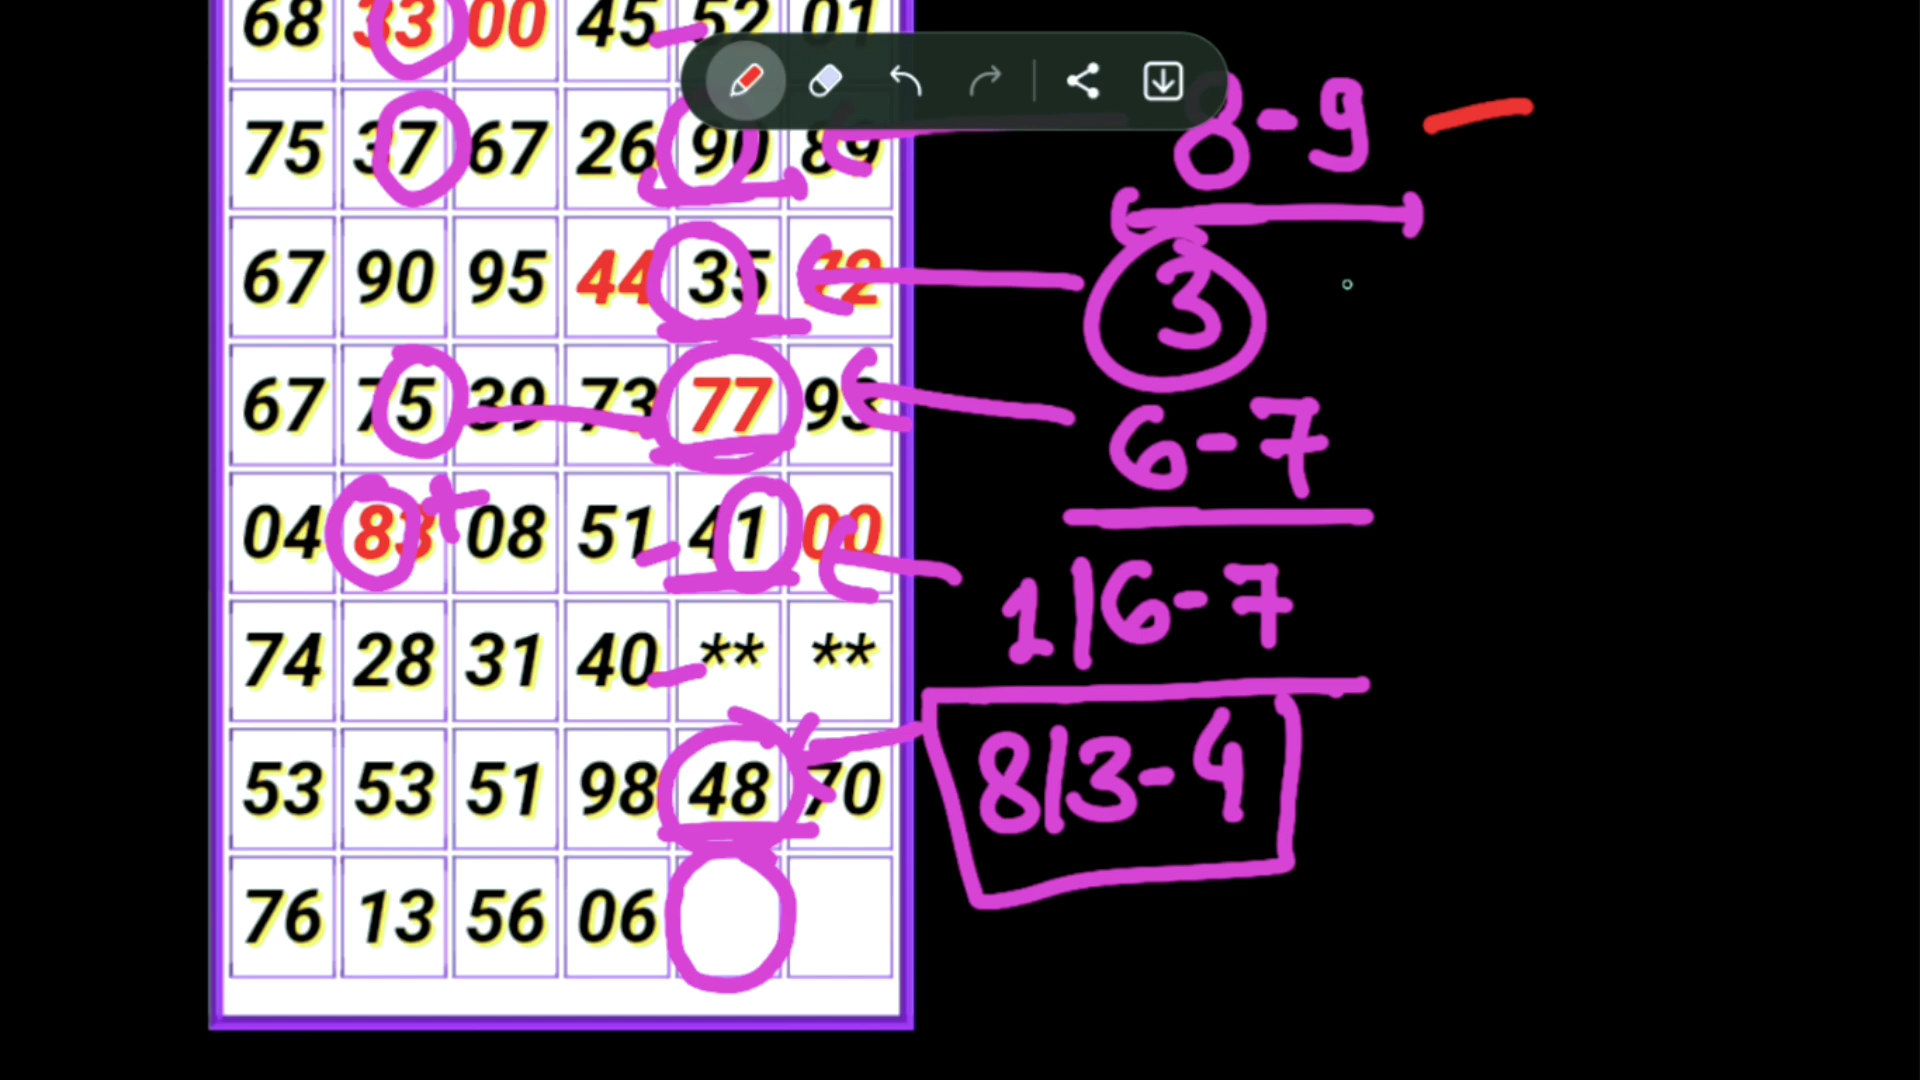 68 33 00 45 52 01
75 37 67 26 90 89
8-9
67 90 95 44 35 72
3
67 75 39 73 77 93
6-7
04 83 08 51 41 00
1|6-7
74 28 31 40 ** **
53 53 51 98 48 70
8|3-4
76 13 56 06